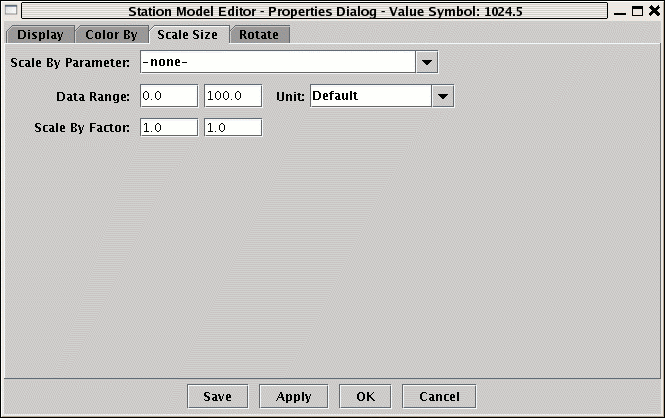 Station Model Editor - Properties Dialog - Value Symbol: 1024.5
Display Color By Scale Size Rotate
Scale By Parameter: -none-
Data Range: 0.0 100.0 Unit: Default
Scale By Factor: 1.0 1.0
Save Apply OK Cancel